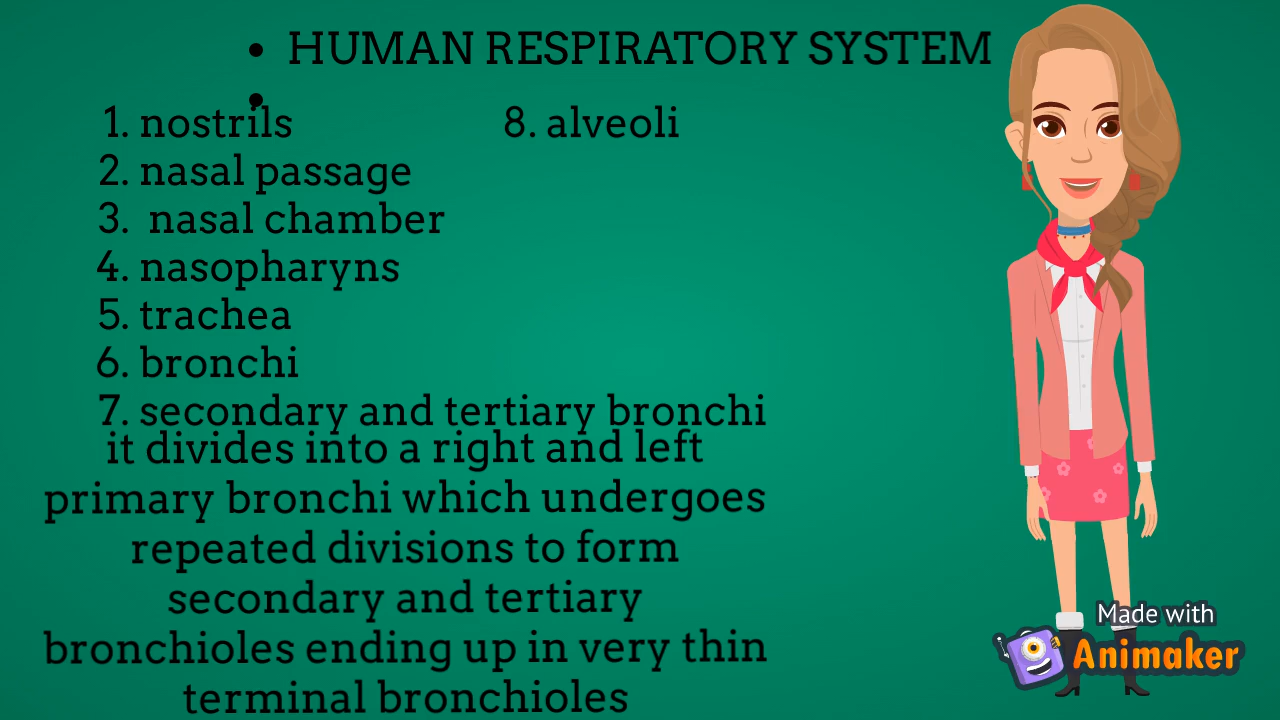 • HUMAN RESPIRATORY SYSTEM
•
1. nostrils
2. nasal passage
3. nasal chamber
4. nasopharyns
5. trachea
6. bronchi
7. secondary and tertiary bronchi
8. alveoli
it divides into a right and left
primary bronchi which undergoes
repeated divisions to form
secondary and tertiary
bronchioles ending up in very thin
terminal bronchioles
Made with
Animaker